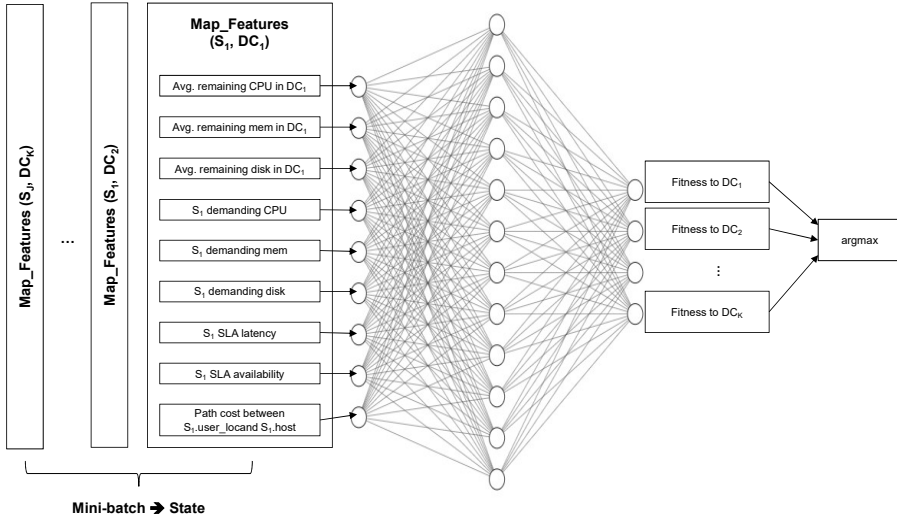 Map_Features (SJ, DCK)
...
Map_Features (S1, DC2)
Map_Features
(S1, DC1)
Avg. remaining CPU in DC1
Avg. remaining mem in DC1
Avg. remaining disk in DC1
S1 demanding CPU
S1 demanding mem
S1 demanding disk
S1 SLA latency
S1 SLA availability
Path cost between
S1.user_locand S1.host
Fitness to DC1
Fitness to DC2
...
Fitness to DCK
argmax
Mini-batch ➔ State